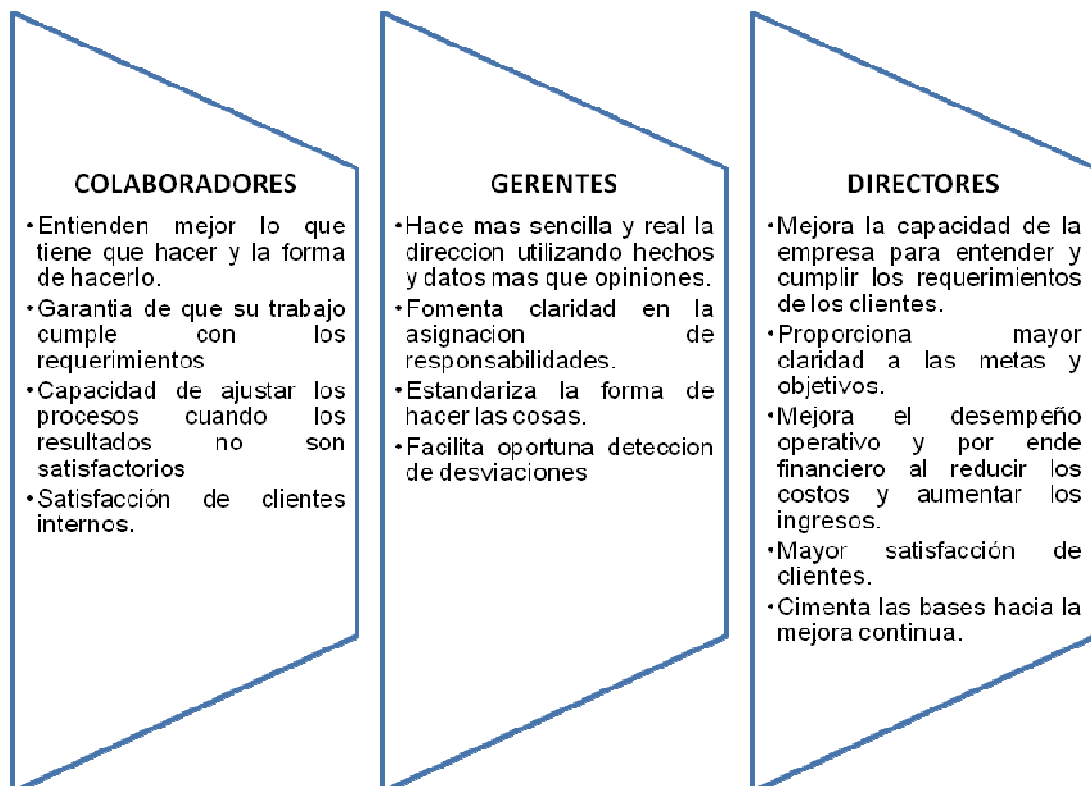 COLABORADORES
•Entienden mejor lo que
tiene que hacer y la forma
de hacerlo.
•Garantia de que su trabajo
cumple con los
requerimientos
•Capacidad de ajustar los
procesos cuando los
resultados no son
satisfactorios
•Satisfacción de clientes
internos.
GERENTES
•Hace mas sencilla y real la
direccion utilizando hechos
y datos mas que opiniones.
•Fomenta claridad en la
asignacion de
responsabilidades.
•Estandariza la forma de
hacer las cosas.
•Facilita oportuna deteccion
de desviaciones
DIRECTORES
•Mejora la capacidad de la
empresa para entender y
cumplir los requerimientos
de los clientes.
•Proporciona mayor
claridad a las metas y
objetivos.
•Mejora el desempeño
operativo y por ende
financiero al reducir los
costos y aumentar los
ingresos.
•Mayor satisfacción de
clientes.
•Cimenta las bases hacia la
mejora continua.